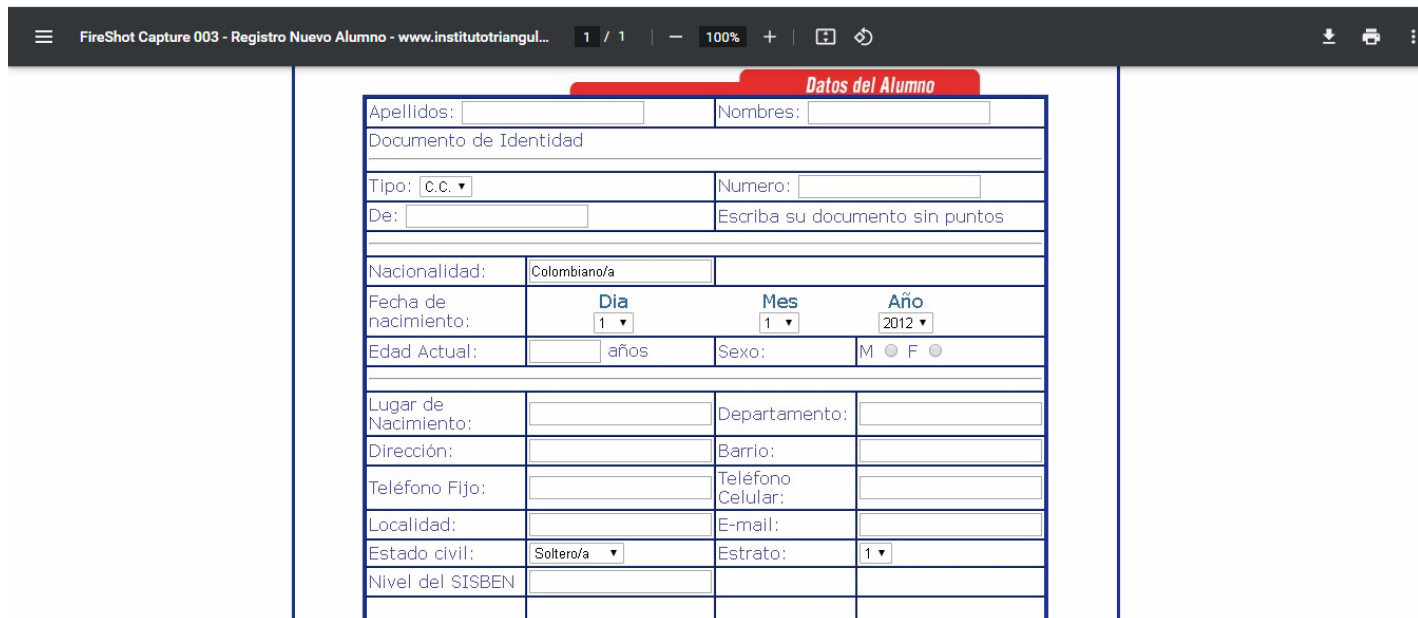 FireShot Capture 003 - Registro Nuevo Alumno - www.institutotriangul... 1 / 1 100%
Datos del Alumno
Apellidos: Nombres:
Documento de Identidad
Tipo: C.C. Numero:
De: Escriba su documento sin puntos
Nacionalidad: Colombiano/a
Fecha de nacimiento:
Dia Mes Año
1 1 2012
Edad Actual: años Sexo: M F
Lugar de Nacimiento: Departamento:
Dirección: Barrio:
Teléfono Fijo: Teléfono Celular:
Localidad: E-mail:
Estado civil: Soltero/a Estrato: 1
Nivel del SISBEN